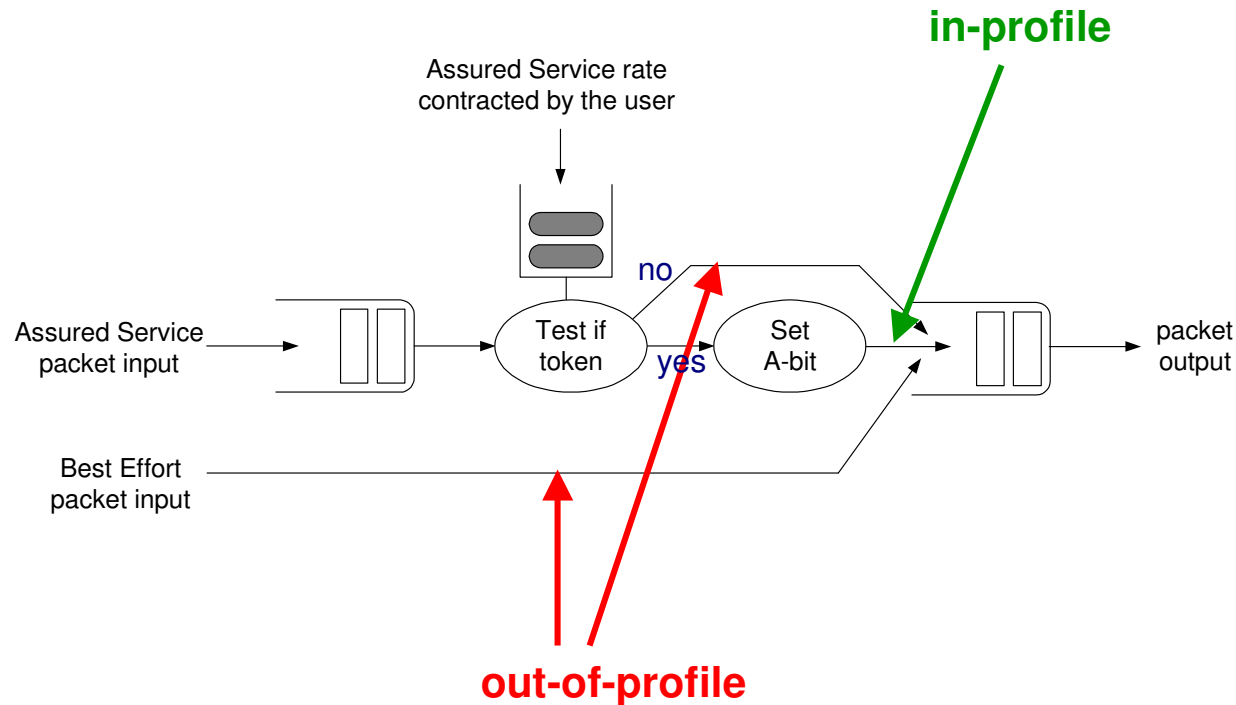 in-profile
Assured Service rate
contracted by the user
no
Assured Service
packet input
Test if
token
yes
Set
A-bit
packet
output
Best Effort
packet input
out-of-profile